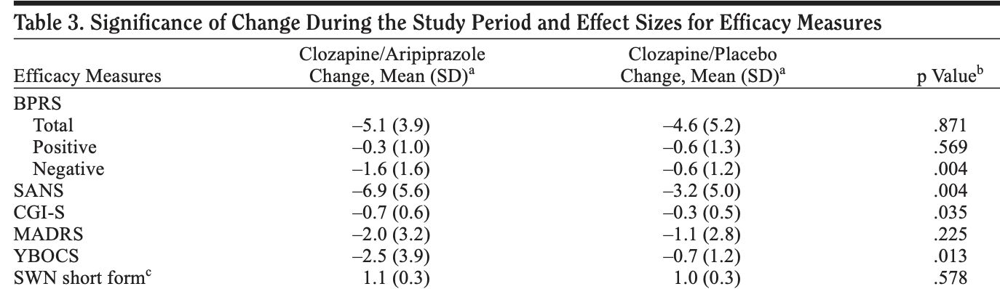 Table 3. Significance of Change During the Study Period and Effect Sizes for Efficacy Measures
Clozapine/Aripiprazole Clozapine/Placebo
Efficacy Measures Change, Mean (SD)a Change, Mean (SD)a p Valueb
BPRS
Total –5.1 (3.9) –4.6 (5.2) .871
Positive –0.3 (1.0) –0.6 (1.3) .569
Negative –1.6 (1.6) –0.6 (1.2) .004
SANS –6.9 (5.6) –3.2 (5.0) .004
CGI-S –0.7 (0.6) –0.3 (0.5) .035
MADRS –2.0 (3.2) –1.1 (2.8) .225
YBOCS –2.5 (3.9) –0.7 (1.2) .013
SWN short formc 1.1 (0.3) 1.0 (0.3) .578